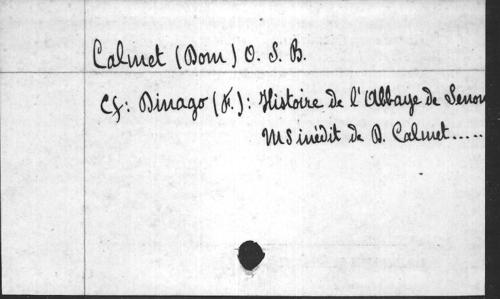 Calmet (Dom) O. S. B.
Cf: Dinago (F.): Histoire de l'Abbaye de Senon
MS inédit de D. Calmet.....